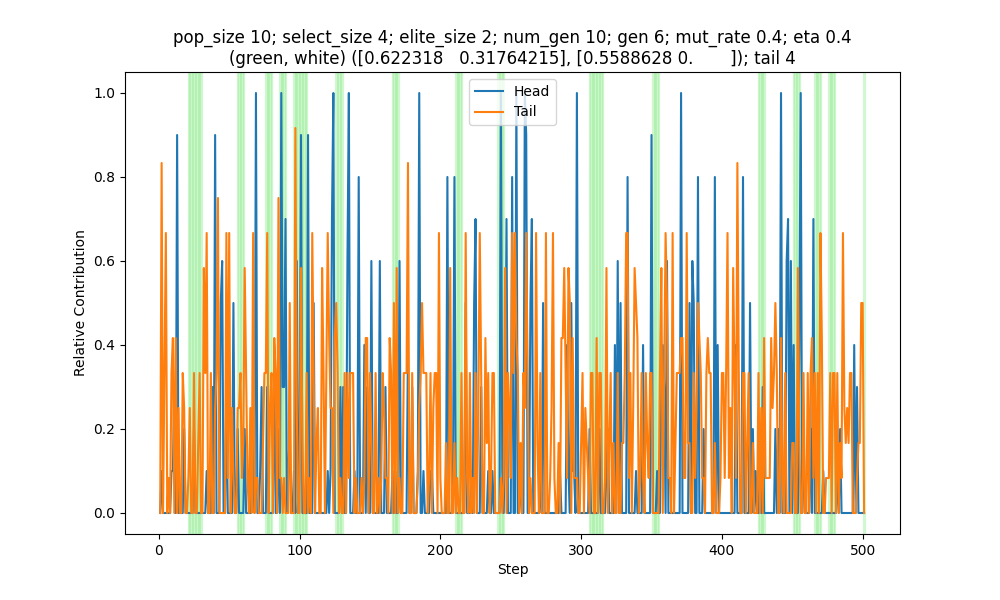 pop_size 10; select_size 4; elite_size 2; num_gen 10; gen 6; mut_rate 0.4; eta 0.4
(green, white) ([0.622318   0.31764215], [0.5588628 0.        ]); tail 4
Head
Tail
1.0
0.8
0.6
0.4
0.2
0.0
Relative Contribution
0
100
200
300
400
500
Step